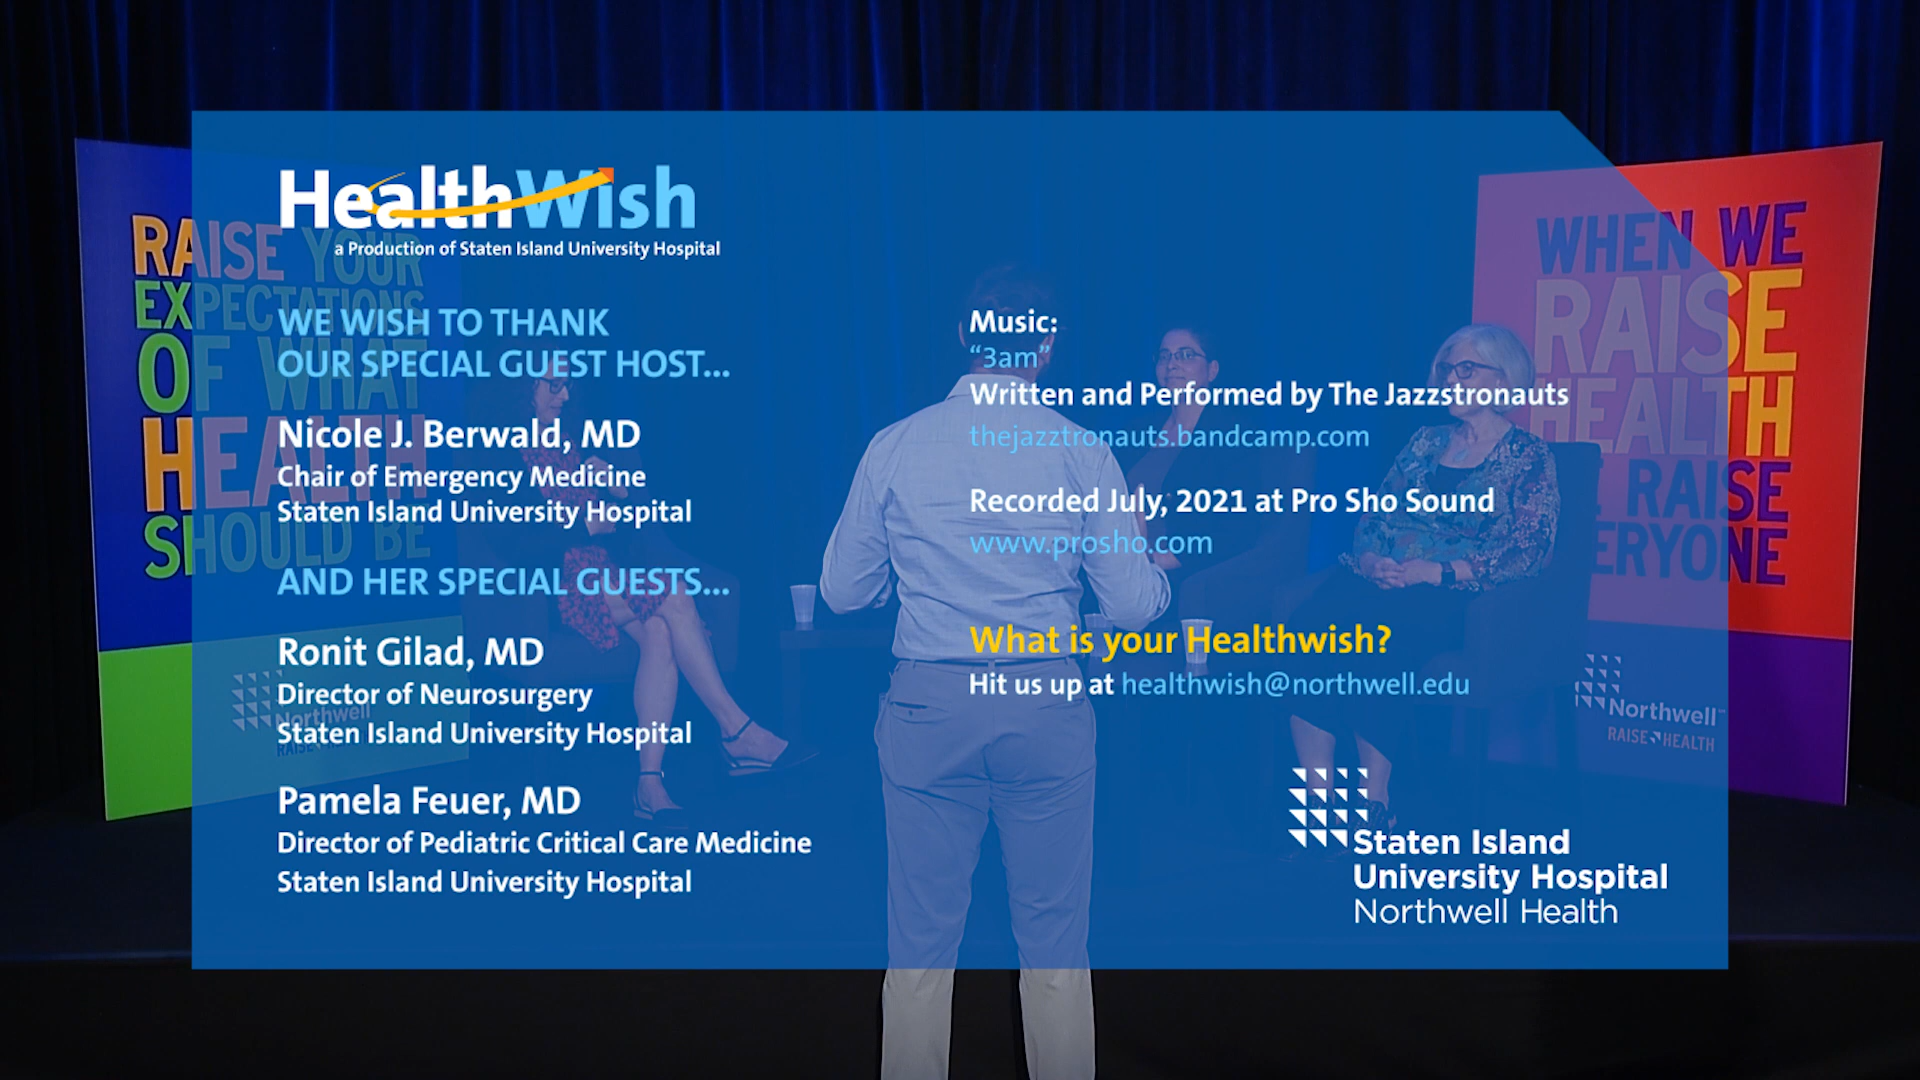 HealthWish
a Production of Staten Island University Hospital
WE WISH TO THANK
OUR SPECIAL GUEST HOST...
Nicole J. Berwald, MD
Chair of Emergency Medicine
Staten Island University Hospital
AND HER SPECIAL GUESTS...
Ronit Gilad, MD
Director of Neurosurgery
Staten Island University Hospital
Pamela Feuer, MD
Director of Pediatric Critical Care Medicine
Staten Island University Hospital
Music:
“3am”
Written and Performed by The Jazzstronauts
thejazztronauts.bandcamp.com
Recorded July, 2021 at Pro Sho Sound
www.prosho.com
What is your Healthwish?
Hit us up at healthwish@northwell.edu
Staten Island
University Hospital
Northwell Health
RAISE YOUR
EXPECTATIONS
OF WHAT
HEALTH
SHOULD BE
Northwell
WHEN WE
RAISE
HEALTH
RAISE
EVERYONE
Northwell
RAISE HEALTH